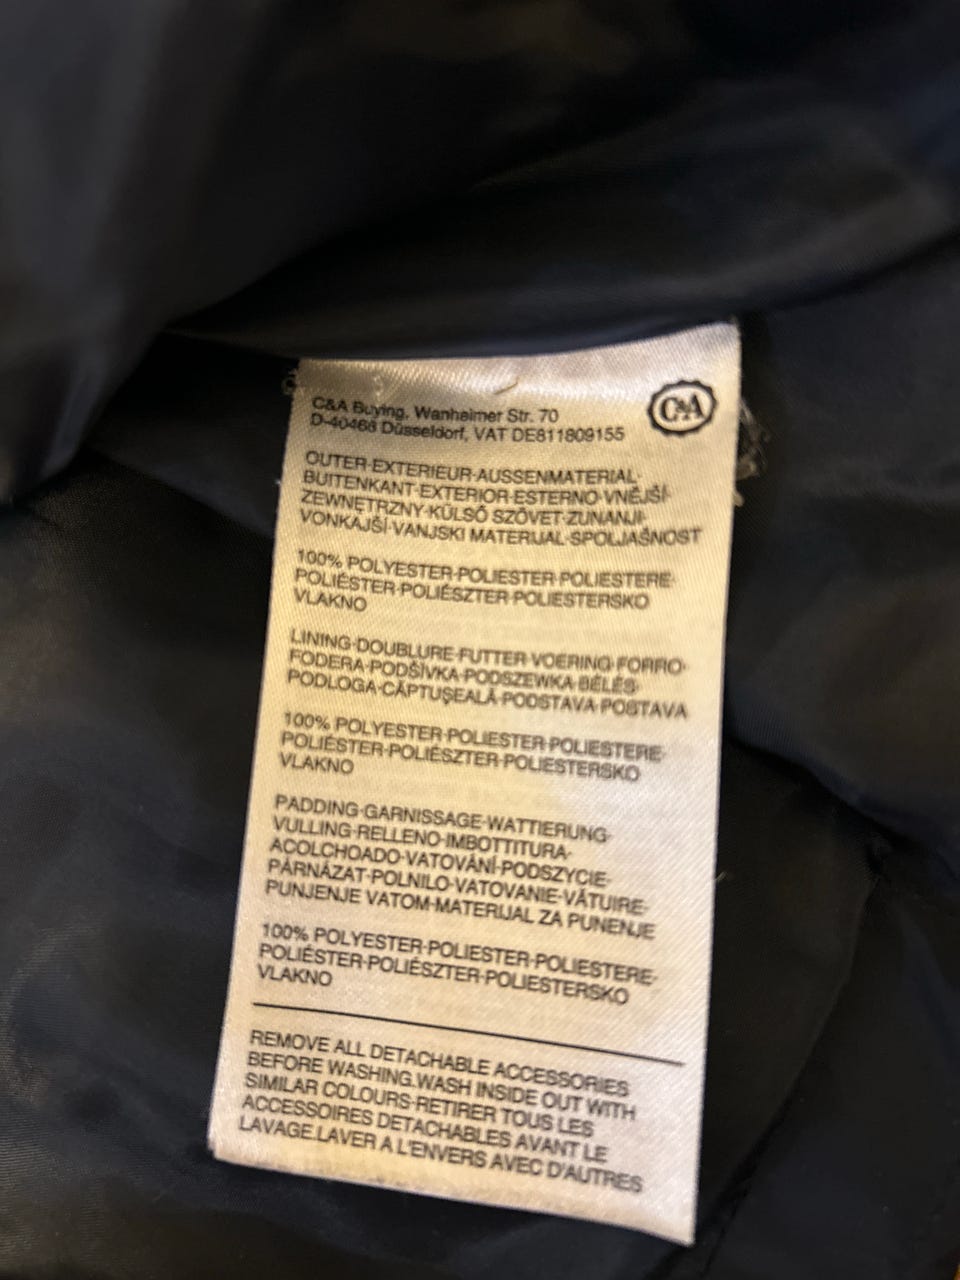 C&A Buying, Wanheimer Str. 70
D-40468 Düsseldorf, VAT DE811809155
C&A
OUTER·EXTERIEUR·AUSSENMATERIAL·
BUITENKANT·EXTERIOR·ESTERNO·VNĚJŠÍ·
ZEWNĘTRZNY·KÜLSŐ SZÖVET·ZUNANJI·
VONKAJŠÍ·VANJSKI MATERIJAL·SPOLJAŠNOST
100% POLYESTER·POLIESTER·POLIESTERE·
POLIÉSTER·POLIÉSZTER·POLIESTERSKO
VLAKNO
LINING·DOUBLURE·FUTTER·VOERING·FORRO·
FODERA·PODŠÍVKA·PODSZEWKA·BÉLÉS·
PODLOGA·CĂPTUŞEALĂ·PODSTAVA·POSTAVA
100% POLYESTER·POLIESTER·POLIESTERE·
POLIÉSTER·POLIÉSZTER·POLIESTERSKO
VLAKNO
PADDING·GARNISSAGE·WATTIERUNG·
VULLING·RELLENO·IMBOTTITURA·
ACOLCHOADO·VATOVÁNÍ·PODSZYCIE·
PÁRNÁZAT·POLNILO·VATOVANIE·VĂTUIRE·
PUNJENJE VATOM·MATERIJAL ZA PUNENJE
100% POLYESTER·POLIESTER·POLIESTERE·
POLIÉSTER·POLIÉSZTER·POLIESTERSKO
VLAKNO
REMOVE ALL DETACHABLE ACCESSORIES
BEFORE WASHING.WASH INSIDE OUT WITH
SIMILAR COLOURS·RETIRER TOUS LES
ACCESSOIRES DETACHABLES AVANT LE
LAVAGE.LAVER A L'ENVERS AVEC D'AUTRES